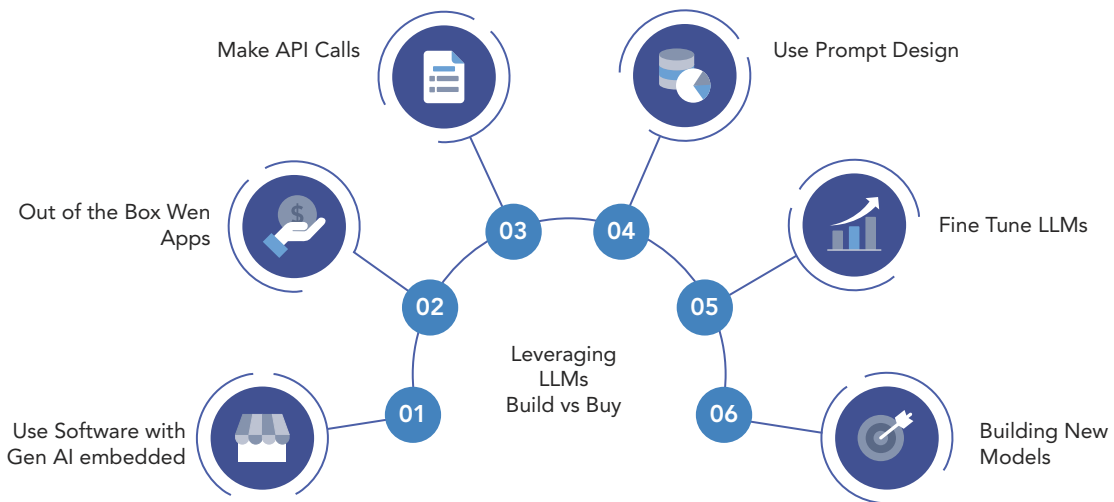 Make API Calls
Use Prompt Design
Out of the Box Wen
Apps
$
03
04
Fine Tune LLMs
02
05
Leveraging
LLMs
Build vs Buy
Use Software with
Gen AI embedded
01
06
Building New
Models